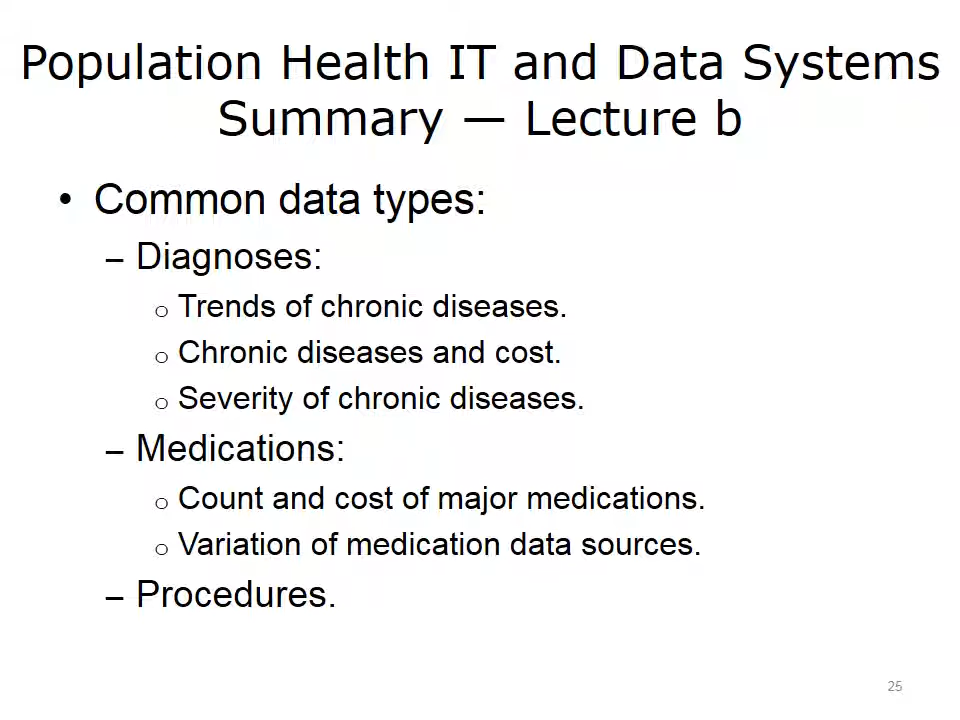 Population Health IT and Data Systems
Summary — Lecture b
• Common data types:
– Diagnoses:
o Trends of chronic diseases.
o Chronic diseases and cost.
o Severity of chronic diseases.
– Medications:
o Count and cost of major medications.
o Variation of medication data sources.
– Procedures.
25